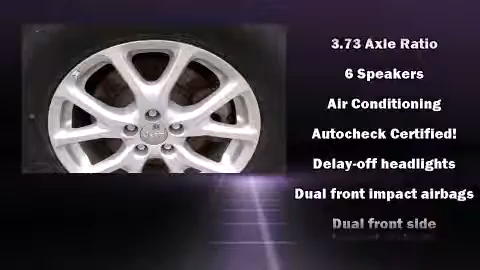 3.73 Axle Ratio
6 Speakers
Air Conditioning
Autocheck Certified!
Delay-off headlights
Dual front impact airbags
Dual front side